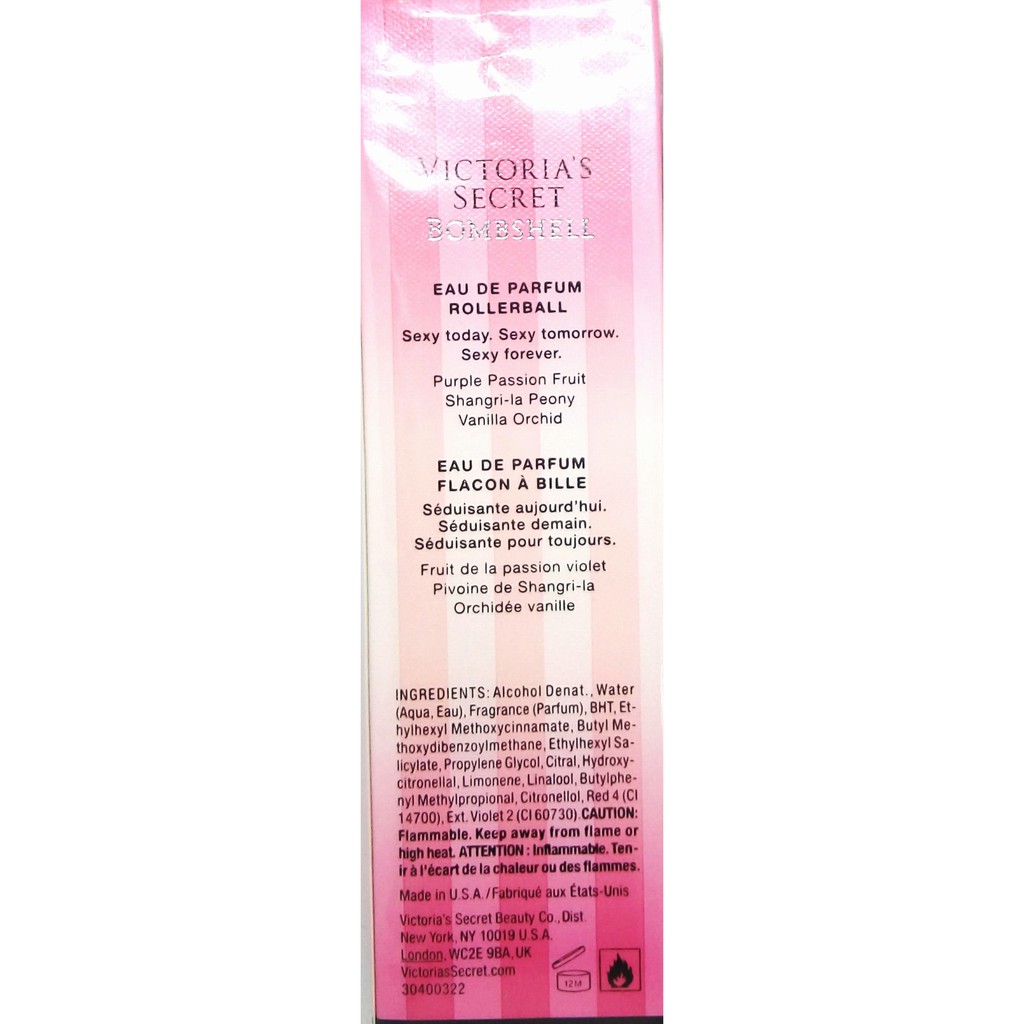 VICTORIA'S
SECRET
BOMBSHELL
EAU DE PARFUM
ROLLERBALL
Sexy today. Sexy tomorrow.
Sexy forever.
Purple Passion Fruit
Shangri-la Peony
Vanilla Orchid
EAU DE PARFUM
FLACON À BILLE
Séduisante aujourd'hui.
Séduisante demain.
Séduisante pour toujours.
Fruit de la passion violet
Pivoine de Shangri-la
Orchidée vanille
INGREDIENTS: Alcohol Denat., Water
(Aqua, Eau), Fragrance (Parfum), BHT, Et-
hylhexyl Methoxycinnamate, Butyl Me-
thoxydibenzoylmethane, Ethylhexyl Sa-
licylate, Propylene Glycol, Citral, Hydroxy-
citronellal, Limonene, Linalool, Butylphe-
nyl Methylpropional, Citronellol, Red 4 (CI
14700), Ext. Violet 2 (CI 60730). CAUTION:
Flammable. Keep away from flame or
high heat. ATTENTION : Inflammable. Ten-
ir à l'écart de la chaleur ou des flammes.
Made in U.S.A. / Fabriqué aux États-Unis
Victoria's Secret Beauty Co., Dist.
New York, NY 10019 U.S.A.
London, WC2E 9BA, UK
VictoriasSecret.com
30400322
12M